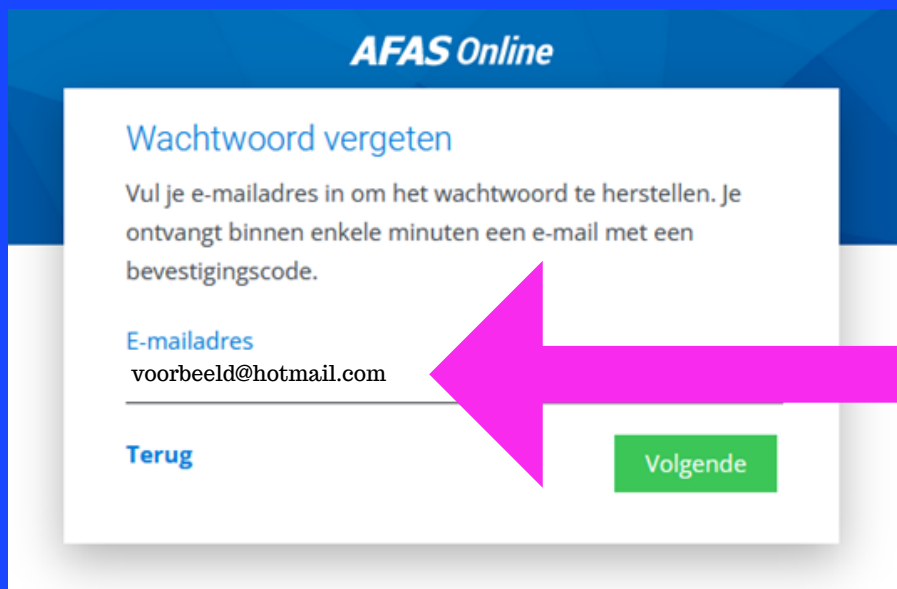 AFAS Online
Wachtwoord vergeten
Vul je e-mailadres in om het wachtwoord te herstellen. Je
ontvangt binnen enkele minuten een e-mail met een
bevestigingscode.
E-mailadres
voorbeeld@hotmail.com
Terug
Volgende